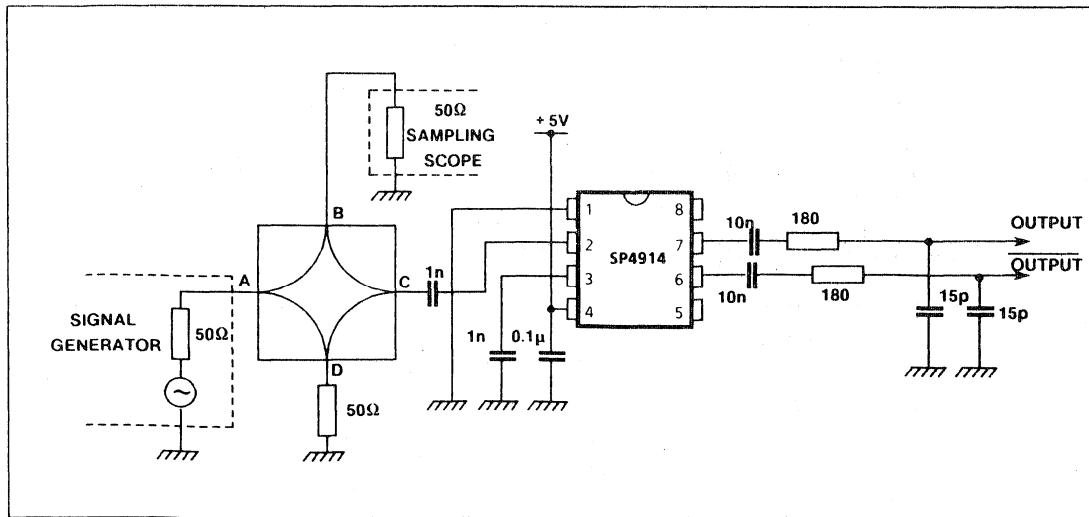 50Ω
SAMPLING
SCOPE
+ 5V
B
A
C
D
1n
SIGNAL
GENERATOR
50Ω
50Ω
1n
0.1µ
1
2
3
4
SP4914
8
7
6
5
10n
180
10n
180
OUTPUT
OUTPUT
15p
15p